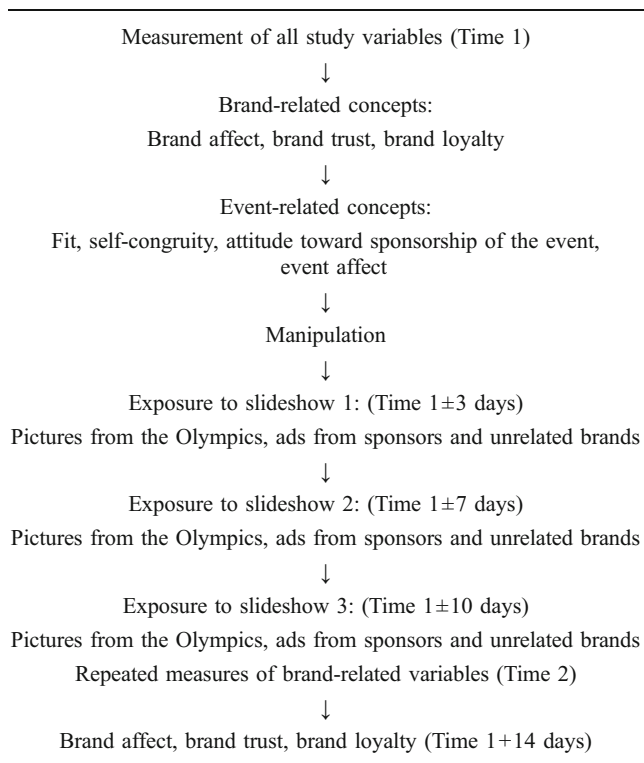 Measurement of all study variables (Time 1)
↓
Brand-related concepts:
Brand affect, brand trust, brand loyalty
↓
Event-related concepts:
Fit, self-congruity, attitude toward sponsorship of the event,
event affect
↓
Manipulation
↓
Exposure to slideshow 1: (Time 1±3 days)
Pictures from the Olympics, ads from sponsors and unrelated brands
↓
Exposure to slideshow 2: (Time 1±7 days)
Pictures from the Olympics, ads from sponsors and unrelated brands
↓
Exposure to slideshow 3: (Time 1±10 days)
Pictures from the Olympics, ads from sponsors and unrelated brands
Repeated measures of brand-related variables (Time 2)
↓
Brand affect, brand trust, brand loyalty (Time 1+14 days)